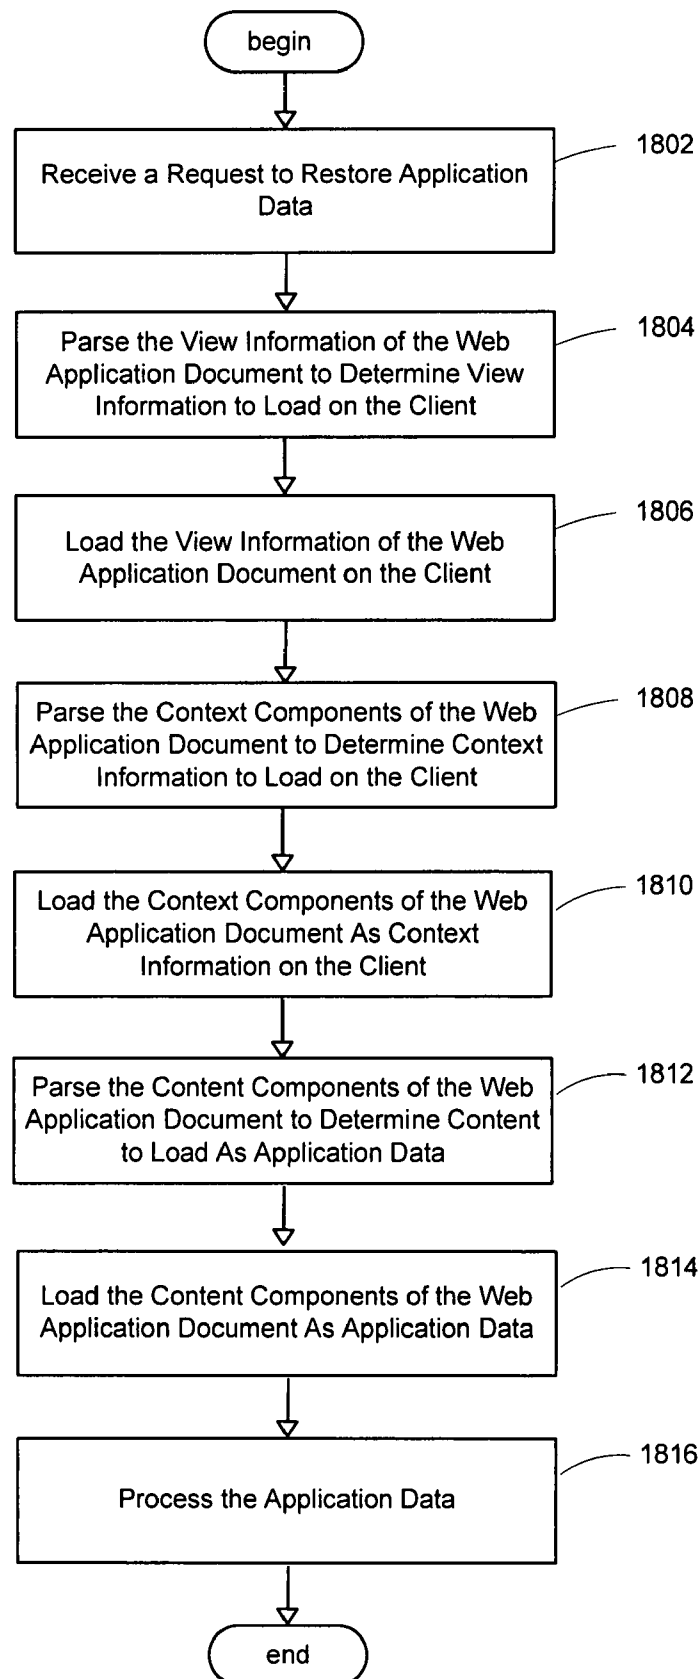 begin
1802
Receive a Request to Restore Application
Data
1804
Parse the View Information of the Web
Application Document to Determine View
Information to Load on the Client
1806
Load the View Information of the Web
Application Document on the Client
1808
Parse the Context Components of the Web
Application Document to Determine Context
Information to Load on the Client
1810
Load the Context Components of the Web
Application Document As Context
Information on the Client
1812
Parse the Content Components of the Web
Application Document to Determine Content
to Load As Application Data
1814
Load the Content Components of the Web
Application Document As Application Data
1816
Process the Application Data
end